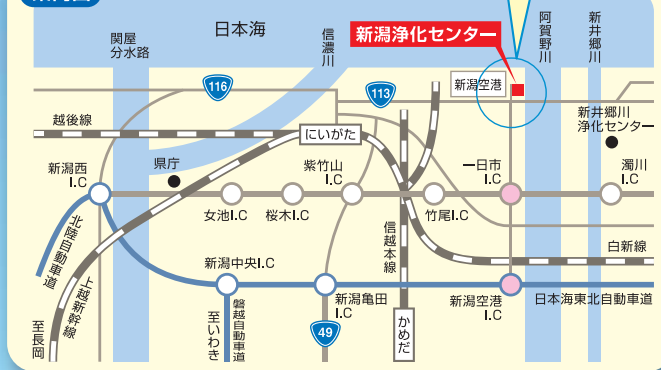 日本海
関屋
分水路
信濃川
新潟浄化センター
阿賀野川
新井郷川
116
113
新潟空港
越後線
にいがた
新井郷川
浄化センター
新潟西
I.C
県庁
紫竹山
I.C
一日市
I.C
濁川
I.C
女池I.C
桜木I.C
竹尾I.C
北陸自動車道
信越本線
白新線
新潟中央I.C
上越新幹線
新潟亀田
I.C
新潟空港
I.C
日本海東北自動車道
至長岡
至いわき
磐越自動車道
49
かめだ